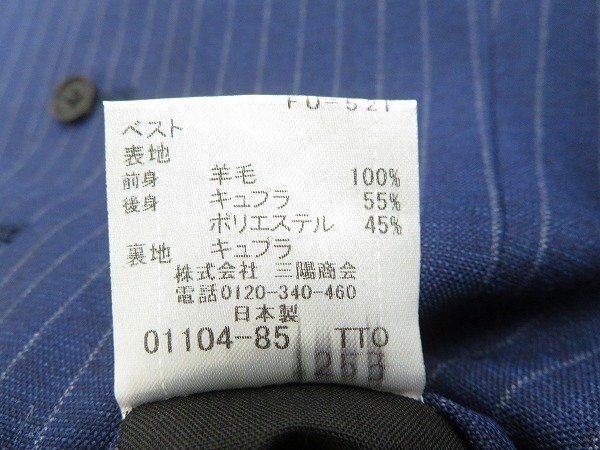 ベスト
表地
前身 羊毛 100%
後身 キュプラ 55%
ポリエステル 45%
裏地 キュプラ
株式会社 三陽商会
電話0120-340-460
日本製
01104-85 TTO
253